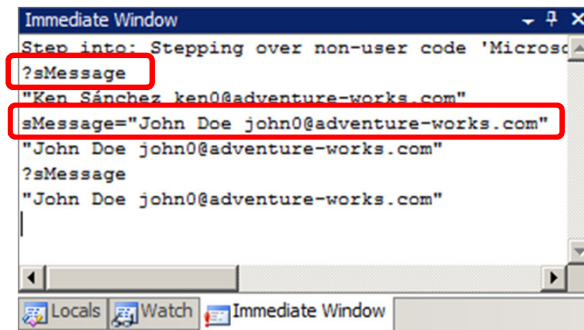 Immediate Window
Step into: Stepping over non-user code 'Microso
?sMessage
"Ken Sánchez ken0@adventure-works.com"
sMessage="John Doe john0@adventure-works.com"
"John Doe john0@adventure-works.com"
?sMessage
"John Doe john0@adventure-works.com"
Locals Watch Immediate Window